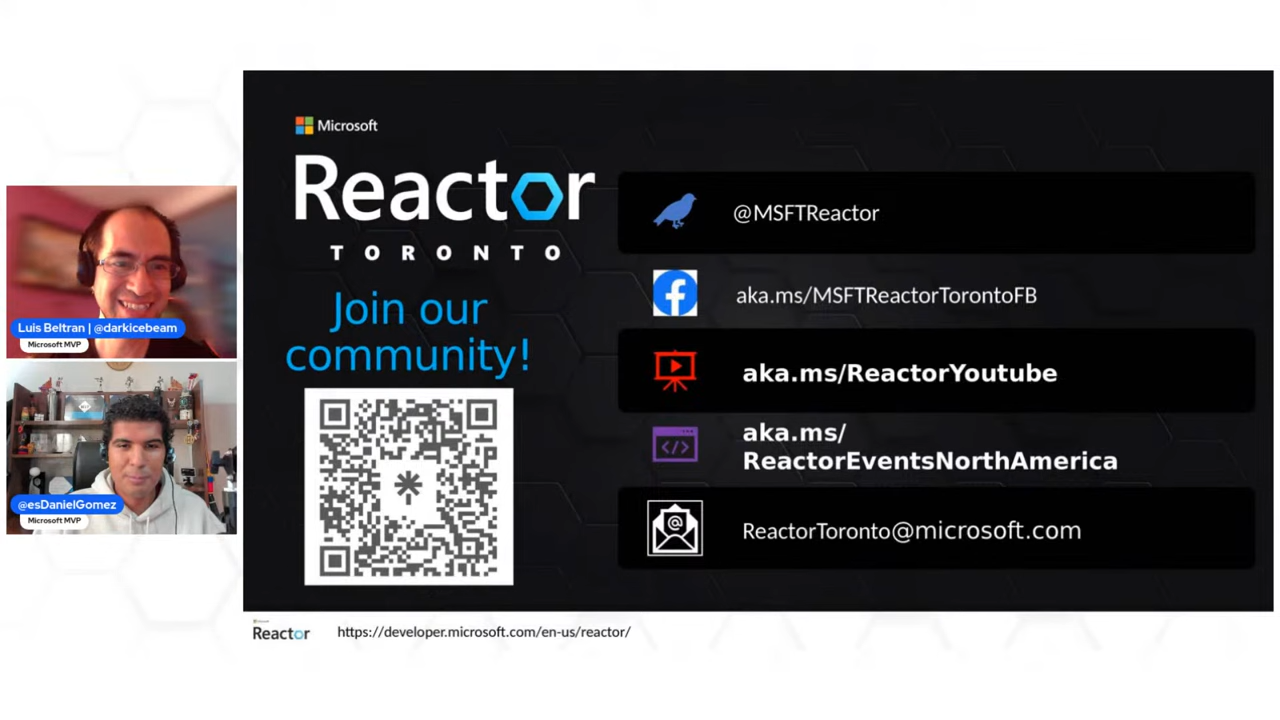 Microsoft
Reactor
TORONTO
Join our
community!
@MSFTReactor
aka.ms/MSFTReactorTorontoFB
aka.ms/ReactorYoutube
aka.ms/
ReactorEventsNorthAmerica
ReactorToronto@microsoft.com
Luis Beltran | @darkicebeam
Microsoft MVP
@esDanielGomez
Microsoft MVP
Reactor
https://developer.microsoft.com/en-us/reactor/